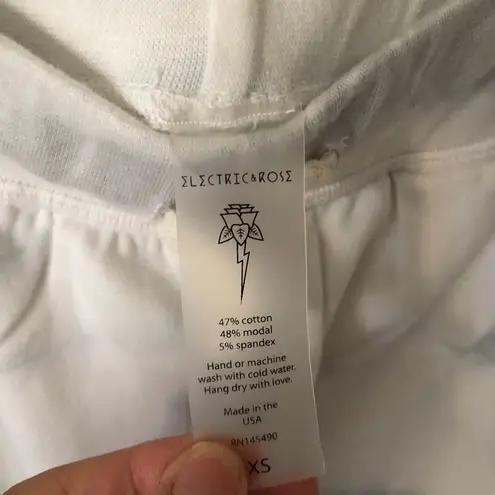 ELECTRIC&ROSE
47% cotton
48% modal
5% spandex
Hand or machine
wash with cold water.
Hang dry with love.
Made in the
USA
RN145490
XS